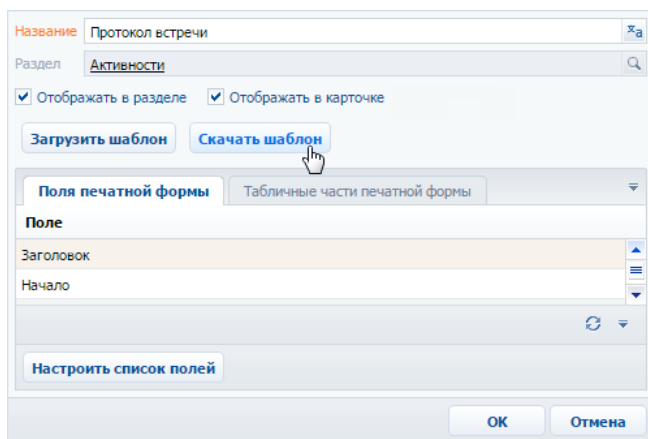 Название Протокол встречи
Раздел Активности
Отображать в разделе Отображать в карточке
Загрузить шаблон Скачать шаблон
Поля печатной формы Табличные части печатной формы
Поле
Заголовок
Начало
Настроить список полей
ОК Отмена